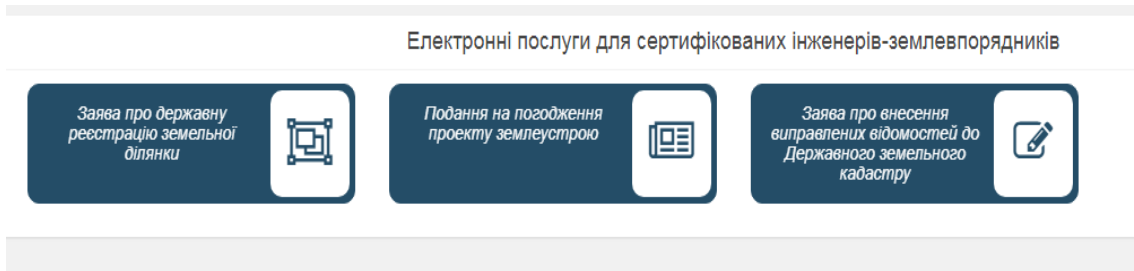 Електронні послуги для сертифікованих інженерів-землевпорядників
Заява про державну
реєстрацію земельної
ділянки
Подання на погодження
проекту землеустрою
Заява про внесення
виправлених відомостей до
Державного земельного
кадастру